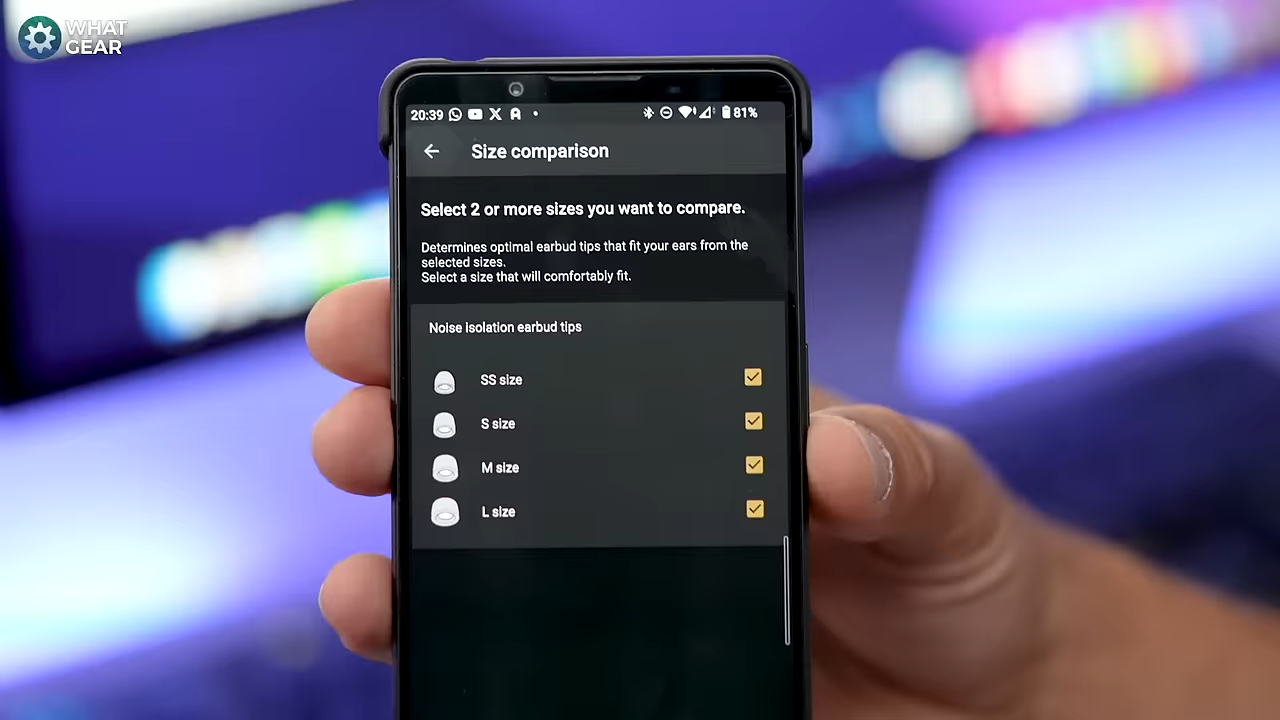 WHAT
GEAR
20:39 81%
Size comparison
Select 2 or more sizes you want to compare.
Determines optimal earbud tips that fit your ears from the
selected sizes.
Select a size that will comfortably fit.
Noise isolation earbud tips
SS size
S size
M size
L size